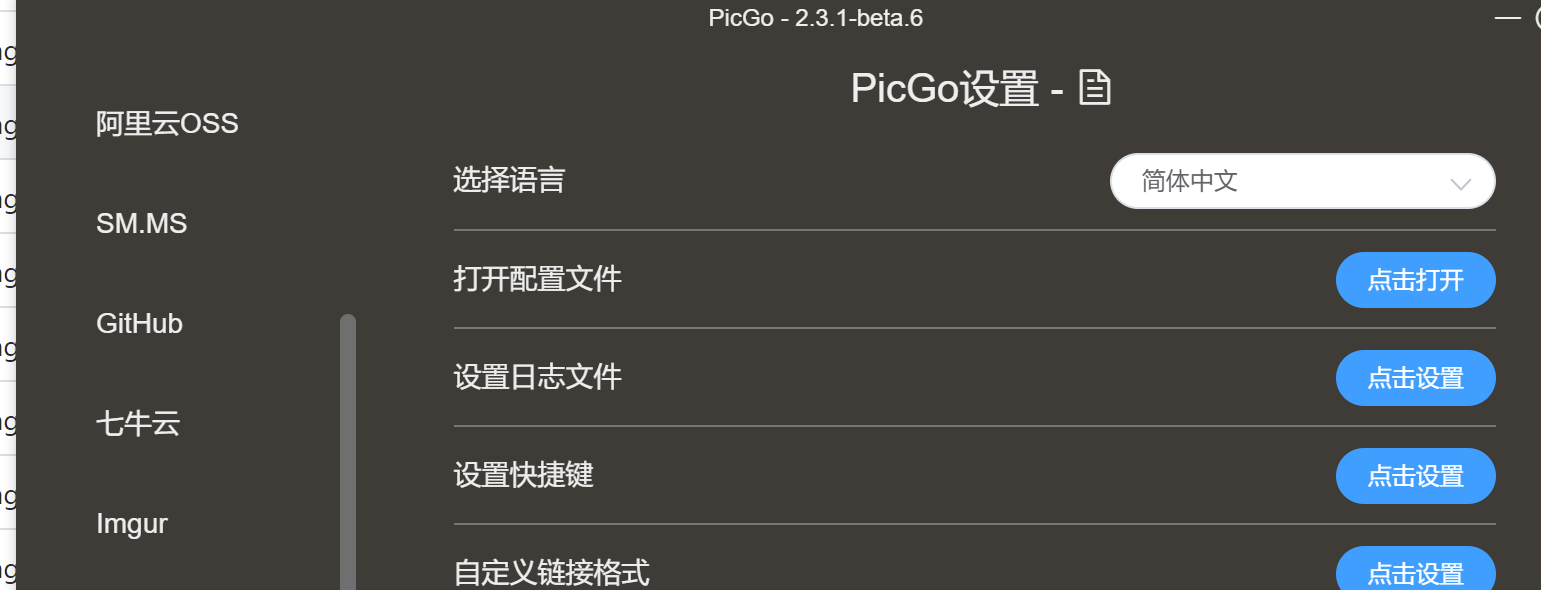 PicGo - 2.3.1-beta.6
PicGo设置 -
阿里云OSS
SM.MS
GitHub
七牛云
Imgur
选择语言
简体中文
打开配置文件
点击打开
设置日志文件
点击设置
设置快捷键
点击设置
自定义链接格式
点击设置